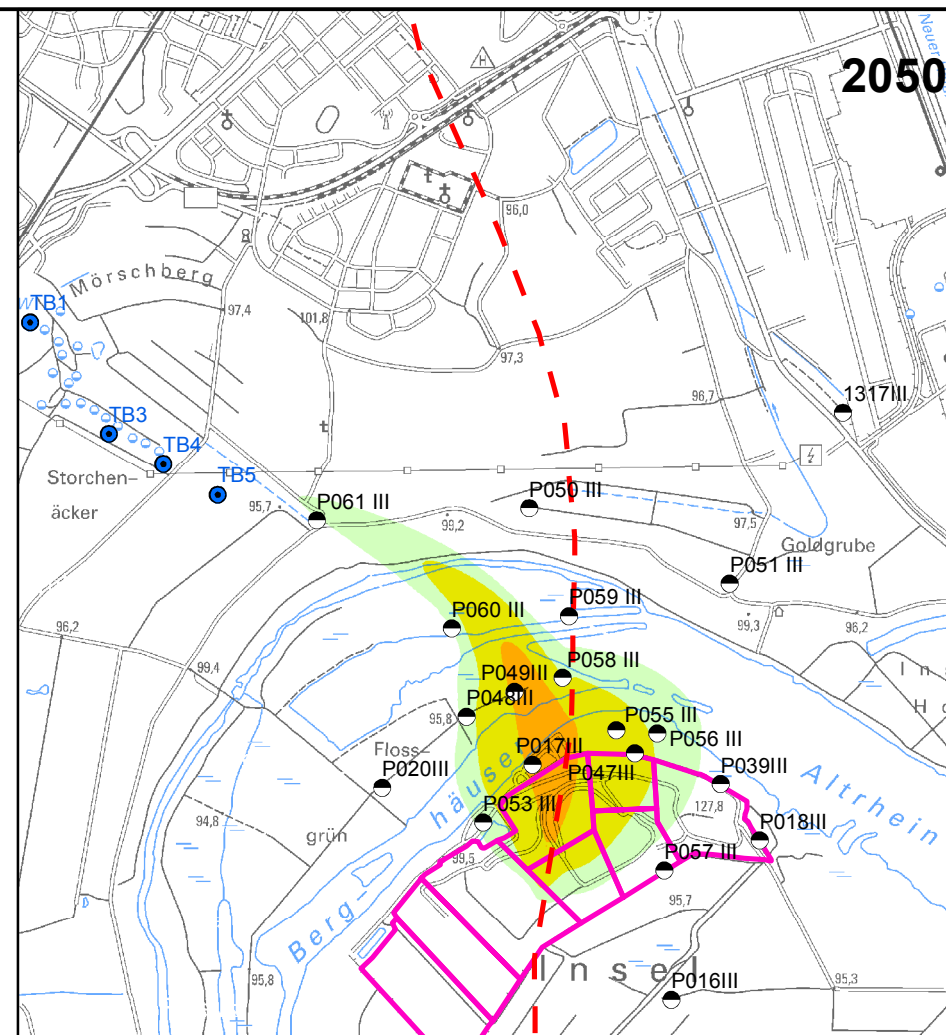 2050
Neuer
H
96,0
Mörschberg
TB1
97,4
101,8
97,3
96,7
1317III
TB3
TB4
Storchen-
äcker
TB5
95,7
P061 III
99,2
P050 III
97,5
Goldgrube
P051 III
P060 III
P059 III
99,3
96,2
96,2
99,4
P058 III
P049III
P048III
95,8
Ins
H
P055 III
P056 III
Floss-
P020III
P017III
P047III
P039III
Altrhein
127,8
häuser
94,8
P053 III
grün
P018III
99,5
P057 III
Berg-
95,7
95,8
Insel
P016III
95,3